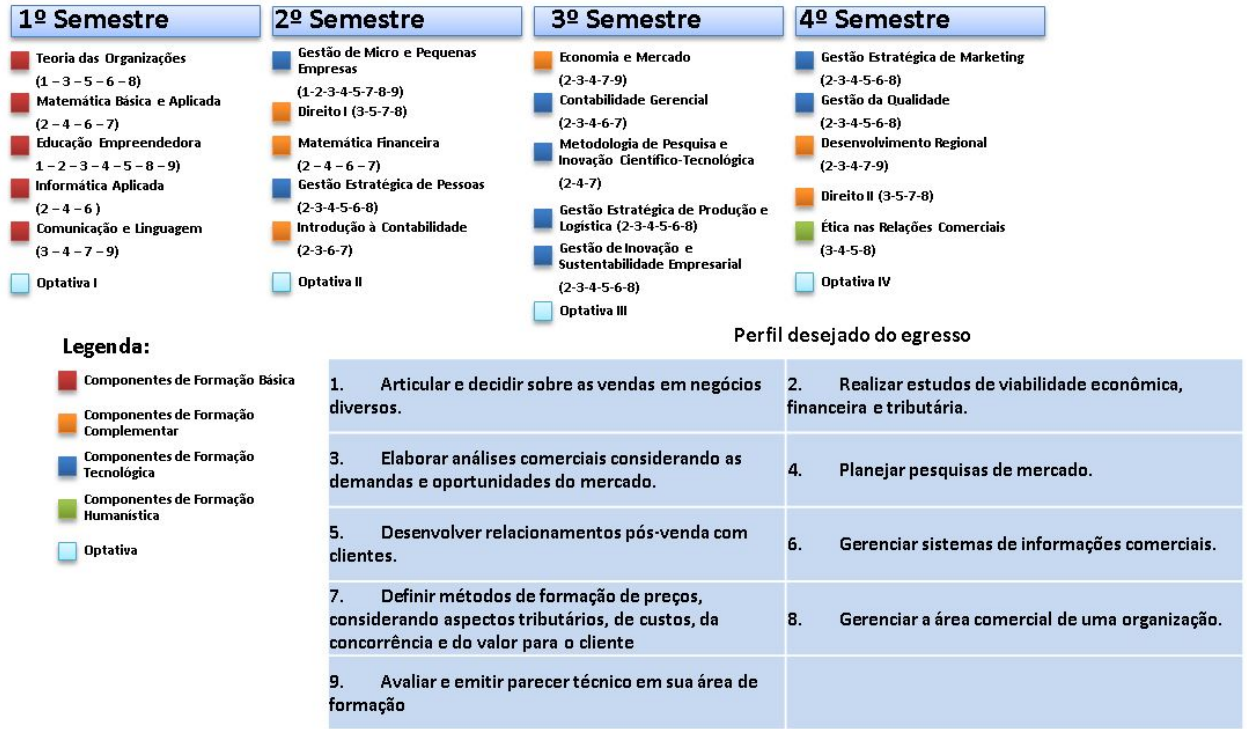 1º Semestre
Teoria das Organizações
(1 – 3 – 5 – 6 – 8)
Matemática Básica e Aplicada
(2 – 4 – 6 – 7)
Educação Empreendedora
1 – 2 – 3 – 4 – 5 – 8 – 9)
Informática Aplicada
(2 – 4 – 6 )
Comunicação e Linguagem
(3 – 4 – 7 – 9)
Optativa I
2º Semestre
Gestão de Micro e Pequenas
Empresas
(1-2-3-4-5-7-8-9)
Direito I (3-5-7-8)
Matemática Financeira
(2 – 4 – 6 – 7)
Gestão Estratégica de Pessoas
(2-3-4-5-6-8)
Introdução à Contabilidade
(2-3-6-7)
Optativa II
3º Semestre
Economia e Mercado
(2-3-4-7-9)
Contabilidade Gerencial
(2-3-4-6-7)
Metodologia de Pesquisa e
Inovação Científico-Tecnológica
(2-4-7)
Gestão Estratégica de Produção e
Logística (2-3-4-5-6-8)
Gestão de Inovação e
Sustentabilidade Empresarial
(2-3-4-5-6-8)
Optativa III
4º Semestre
Gestão Estratégica de Marketing
(2-3-4-5-6-8)
Gestão da Qualidade
(2-3-4-5-6-8)
Desenvolvimento Regional
(2-3-4-7-9)
Direito II (3-5-7-8)
Ética nas Relações Comerciais
(3-4-5-8)
Optativa IV
Legenda:
Componentes de Formação Básica
Componentes de Formação
Complementar
Componentes de Formação
Tecnológica
Componentes de Formação
Humanística
Optativa
Perfil desejado do egresso
1. Articular e decidir sobre as vendas em negócios
diversos.
2. Realizar estudos de viabilidade econômica,
financeira e tributária.
3. Elaborar análises comerciais considerando as
demandas e oportunidades do mercado.
4. Planejar pesquisas de mercado.
5. Desenvolver relacionamentos pós-venda com
clientes.
6. Gerenciar sistemas de informações comerciais.
7. Definir métodos de formação de preços,
considerando aspectos tributários, de custos, da
concorrência e do valor para o cliente
8. Gerenciar a área comercial de uma organização.
9. Avaliar e emitir parecer técnico em sua área de
formação